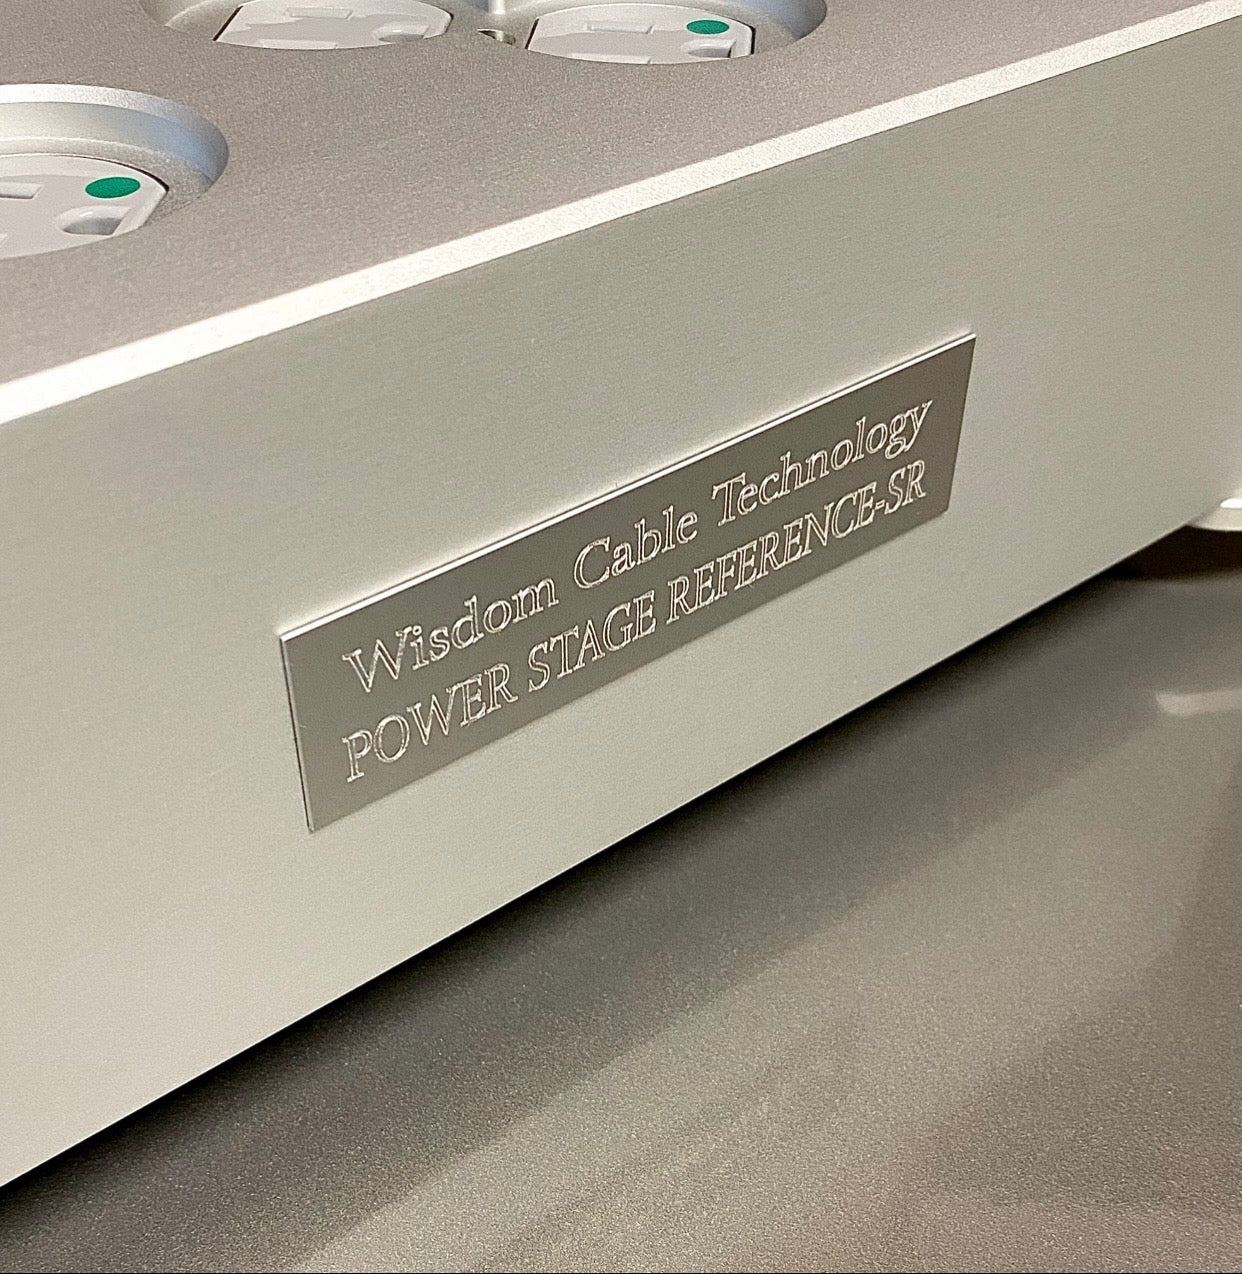 Wisdom Cable Technology
POWER STAGE REFERENCE-SR